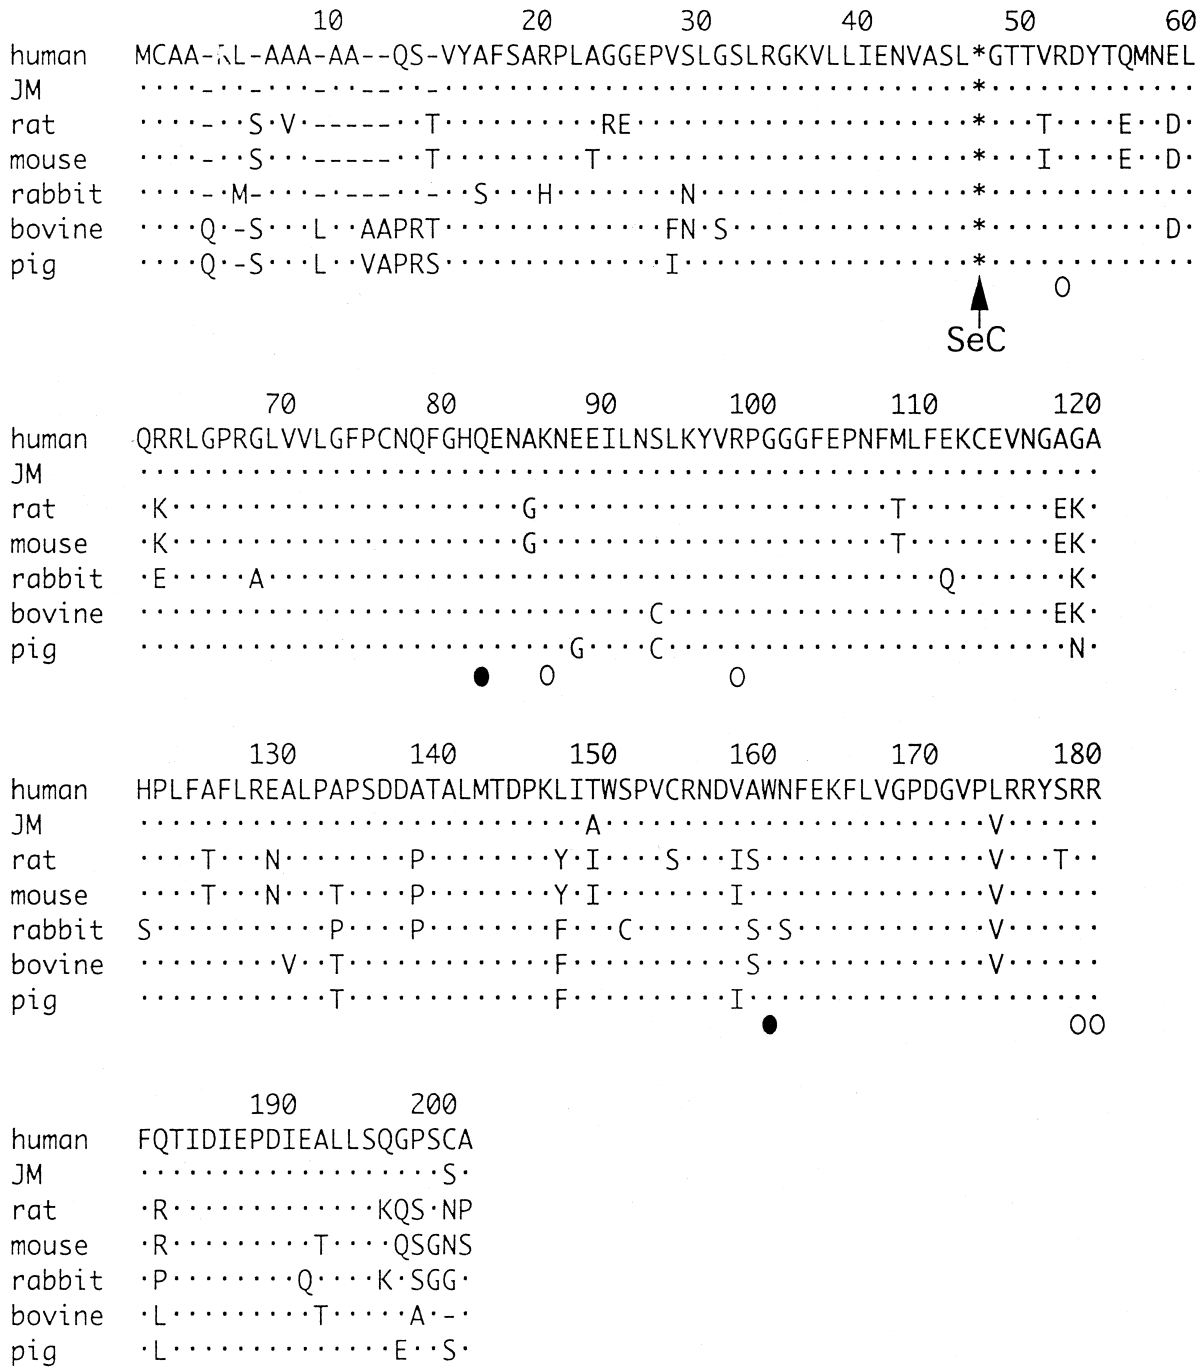 10 20 30 40 50 60
human MCAA-RL-AAA-AA--QS-VYAFSARPLAGGEPVSLGSLRGKVLLIENVASL*GTTVRDYTQMNEL
JM ····-··-···-··--··-·································*·············
rat ····-··S·V·-----··T··········RE·····················*···T····E··D·
mouse ····-··S···-----··T·········T·······················*···I····E··D·
rabbit ····-·M-···-··---·-··S···H········N·················*·············
bovine ····Q·-S···L··AAPRT··············FN·S···············*···········D·
pig ····Q·-S···L··VAPRS··············I··················*·············
O
SeC
70 80 90 100 110 120
human QRRLGPRGLVVLGFPCNQFGHQENAKNEEILNSLKYVRPGGGFEPNFMLFEKCEVNGAGA
JM ····························································
rat ·K······················G······················T·········EK·
mouse ·K······················G······················T·········EK·
rabbit ·E·····A··········································Q·······K·
bovine ································C························EK·
pig ···························G····C·························N·
● O O
130 140 150 160 170 180
human HPLFAFLREALPAPSDDATALMTDPKLITWSPVCRNDVAWNFEKFLVGPDGVPLRRYSRR
JM ····························A························V······
rat ····T···N········P········Y·I····S···IS··············V···T··
mouse ····T···N···T····P········Y·I········I···············V······
rabbit S···········P····P········F···C·······S·S············V······
bovine ·········V··T·············F···········S··············V······
pig ············T·············F··········I······················
● OO
190 200
human FQTIDIEPDIEALLSQGPSCA
JM ···················S·
rat ·R·············KQS·NP
mouse ·R·········T····QSGNS
rabbit ·P········Q····K·SGG·
bovine ·L·········T·····A·-·
pig ·L··············E··S·